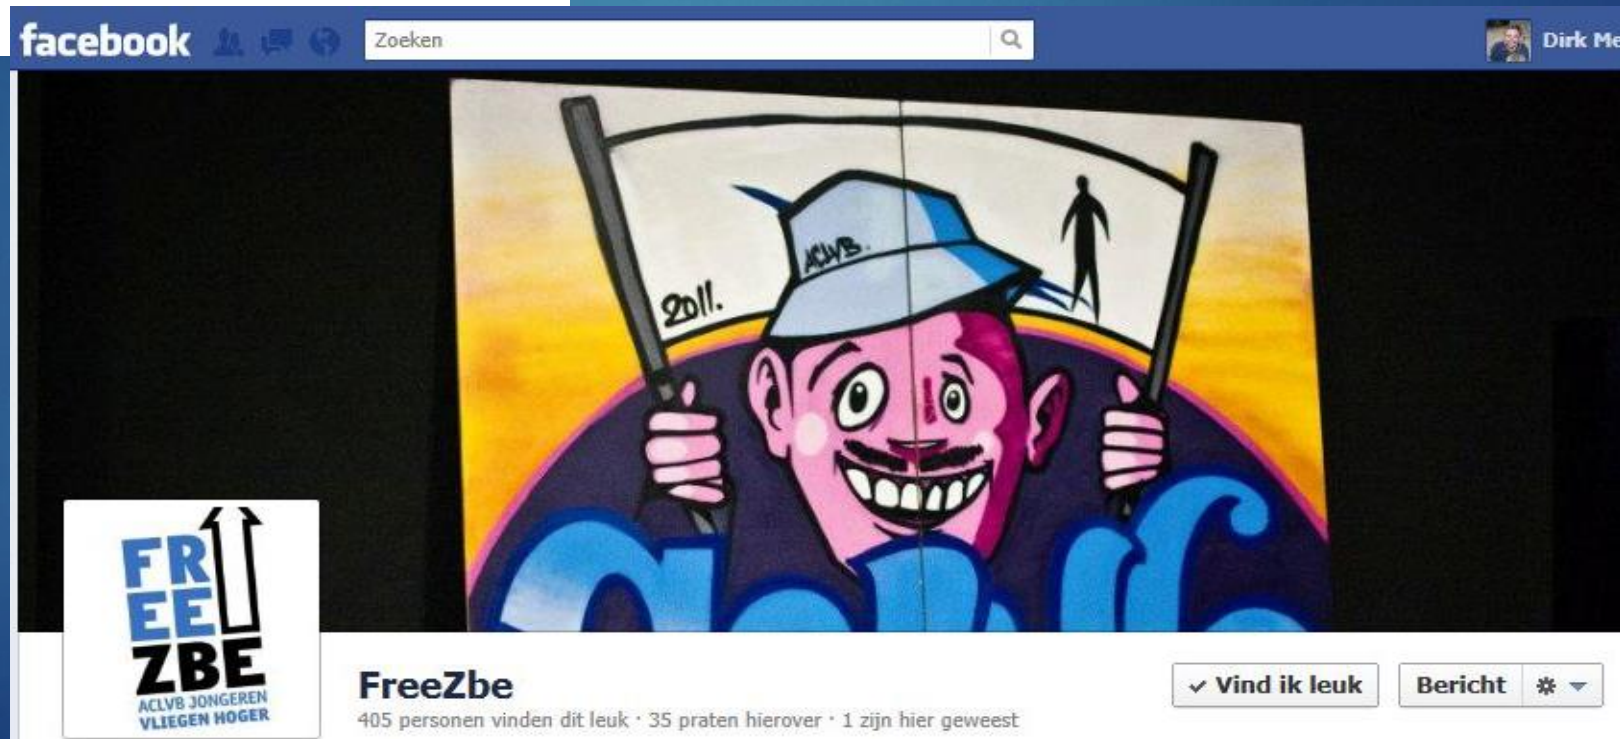 facebook
Zoeken
Dirk Me
ACLVB.
2011.
FR
EE
ZBE
ACLVB JONGEREN
VLIEGEN HOGER
FreeZbe
405 personen vinden dit leuk · 35 praten hierover · 1 zijn hier geweest
✓ Vind ik leuk
Bericht